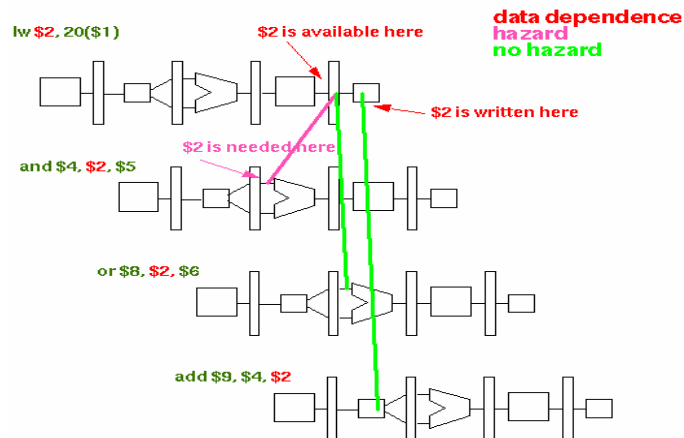 data dependence
hazard
no hazard
lw $2, 20($1)
$2 is available here
$2 is written here
$2 is needed here
and $4, $2, $5
or $8, $2, $6
add $9, $4, $2